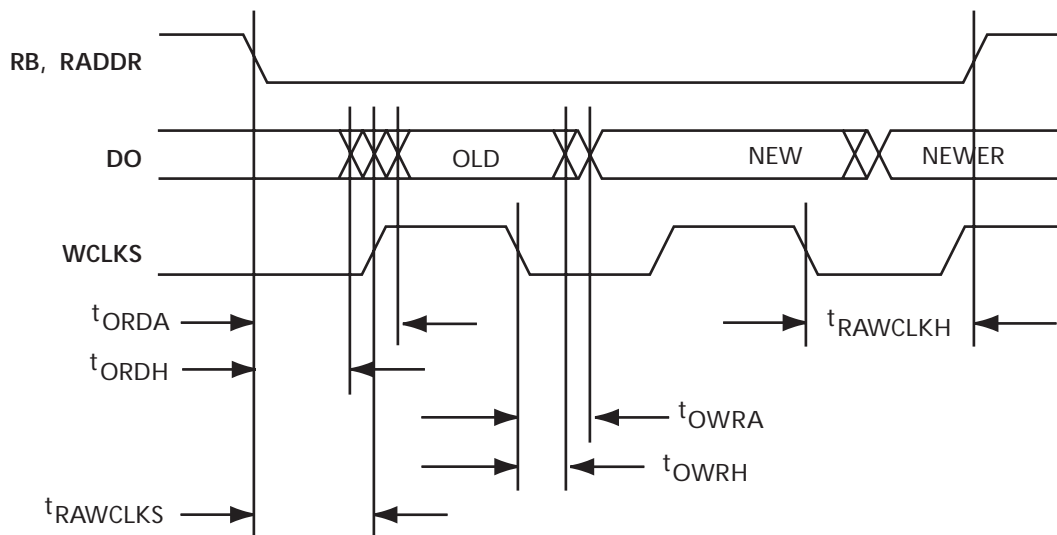 RB, RADDR
DO
OLD
NEW
NEWER
WCLKS
tORDA
tRAWCLKH
tORDH
tOWRA
tOWRH
tRAWCLKS